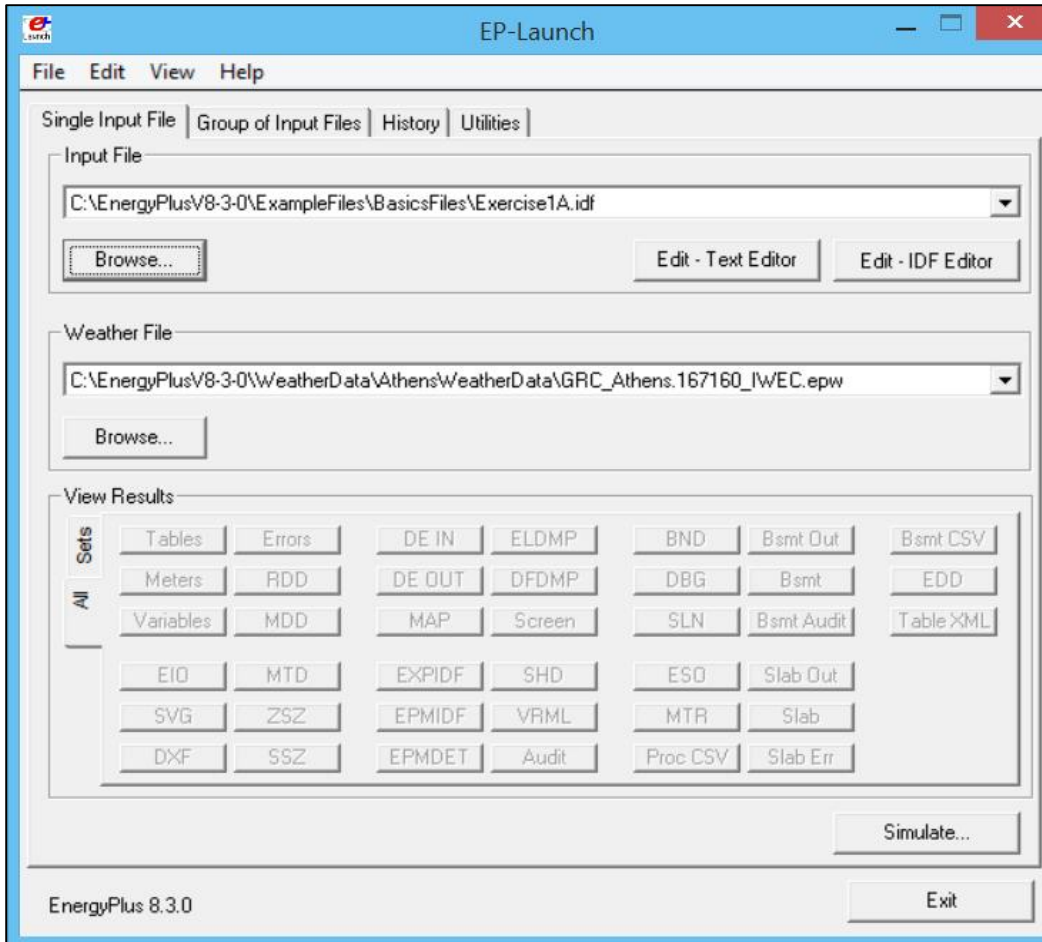 EP-Launch
File Edit View Help
Single Input File Group of Input Files History Utilities
Input File
C:\EnergyPlusV8-3-0\ExampleFiles\BasicsFiles\Exercise1A.idf
Browse... Edit - Text Editor Edit - IDF Editor
Weather File
C:\EnergyPlusV8-3-0\WeatherData\AthensWeatherData\GRC_Athens.167160_IWEC.epw
Browse...
View Results
Sets
All
Tables Errors DE IN ELDMP BND Bsmt Out Bsmt CSV
Meters RDD DE OUT DFDMP DBG Bsmt EDD
Variables MDD MAP Screen SLN Bsmt Audit Table XML
EIO MTD EXPIDF SHD ESO Slab Out
SVG ZSZ EPMIDF VRML MTR Slab
DXF SSZ EPMDET Audit Proc CSV Slab Err
Simulate...
EnergyPlus 8.3.0
Exit